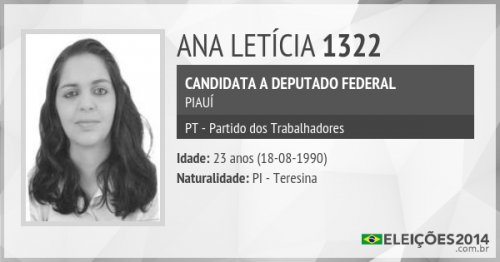 ANA LETÍCIA 1322
CANDIDATA A DEPUTADO FEDERAL
PIAUÍ
PT - Partido dos Trabalhadores
Idade: 23 anos (18-08-1990)
Naturalidade: PI - Teresina
ELEIÇÕES2014
.com.br